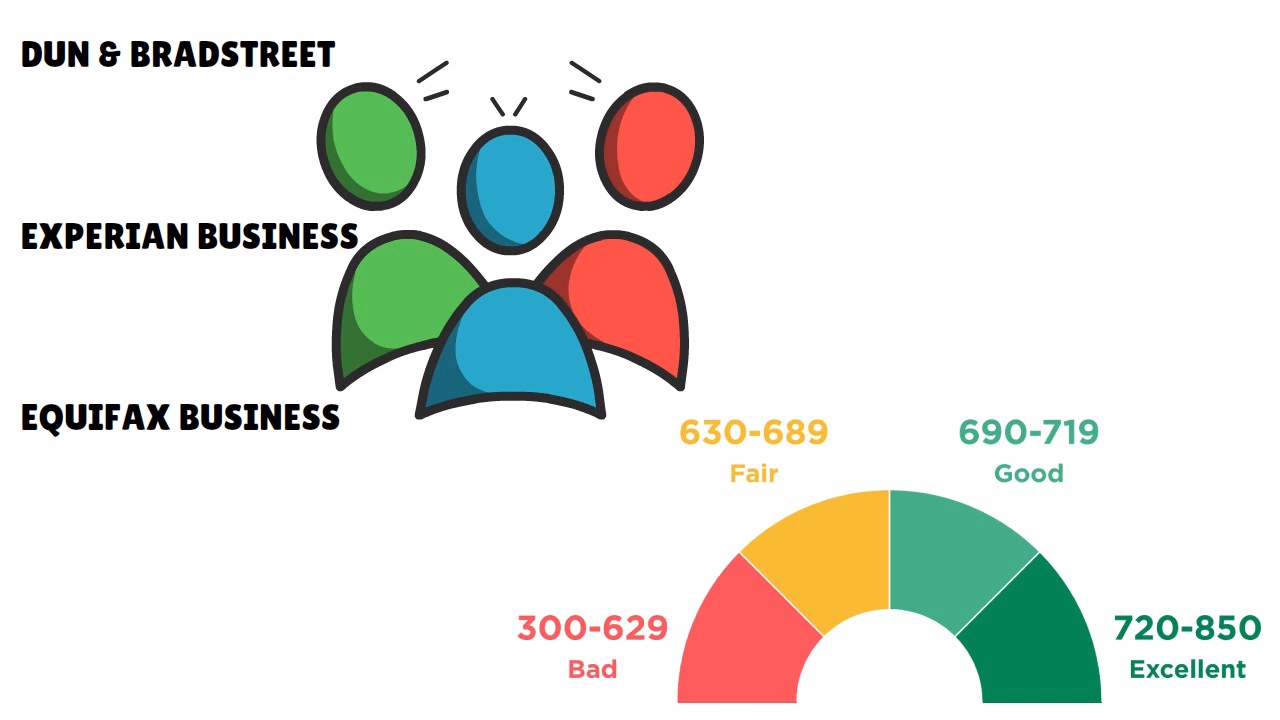 DUN & BRADSTREET
EXPERIAN BUSINESS
EQUIFAX BUSINESS
630-689
Fair
690-719
Good
300-629
Bad
720-850
Excellent